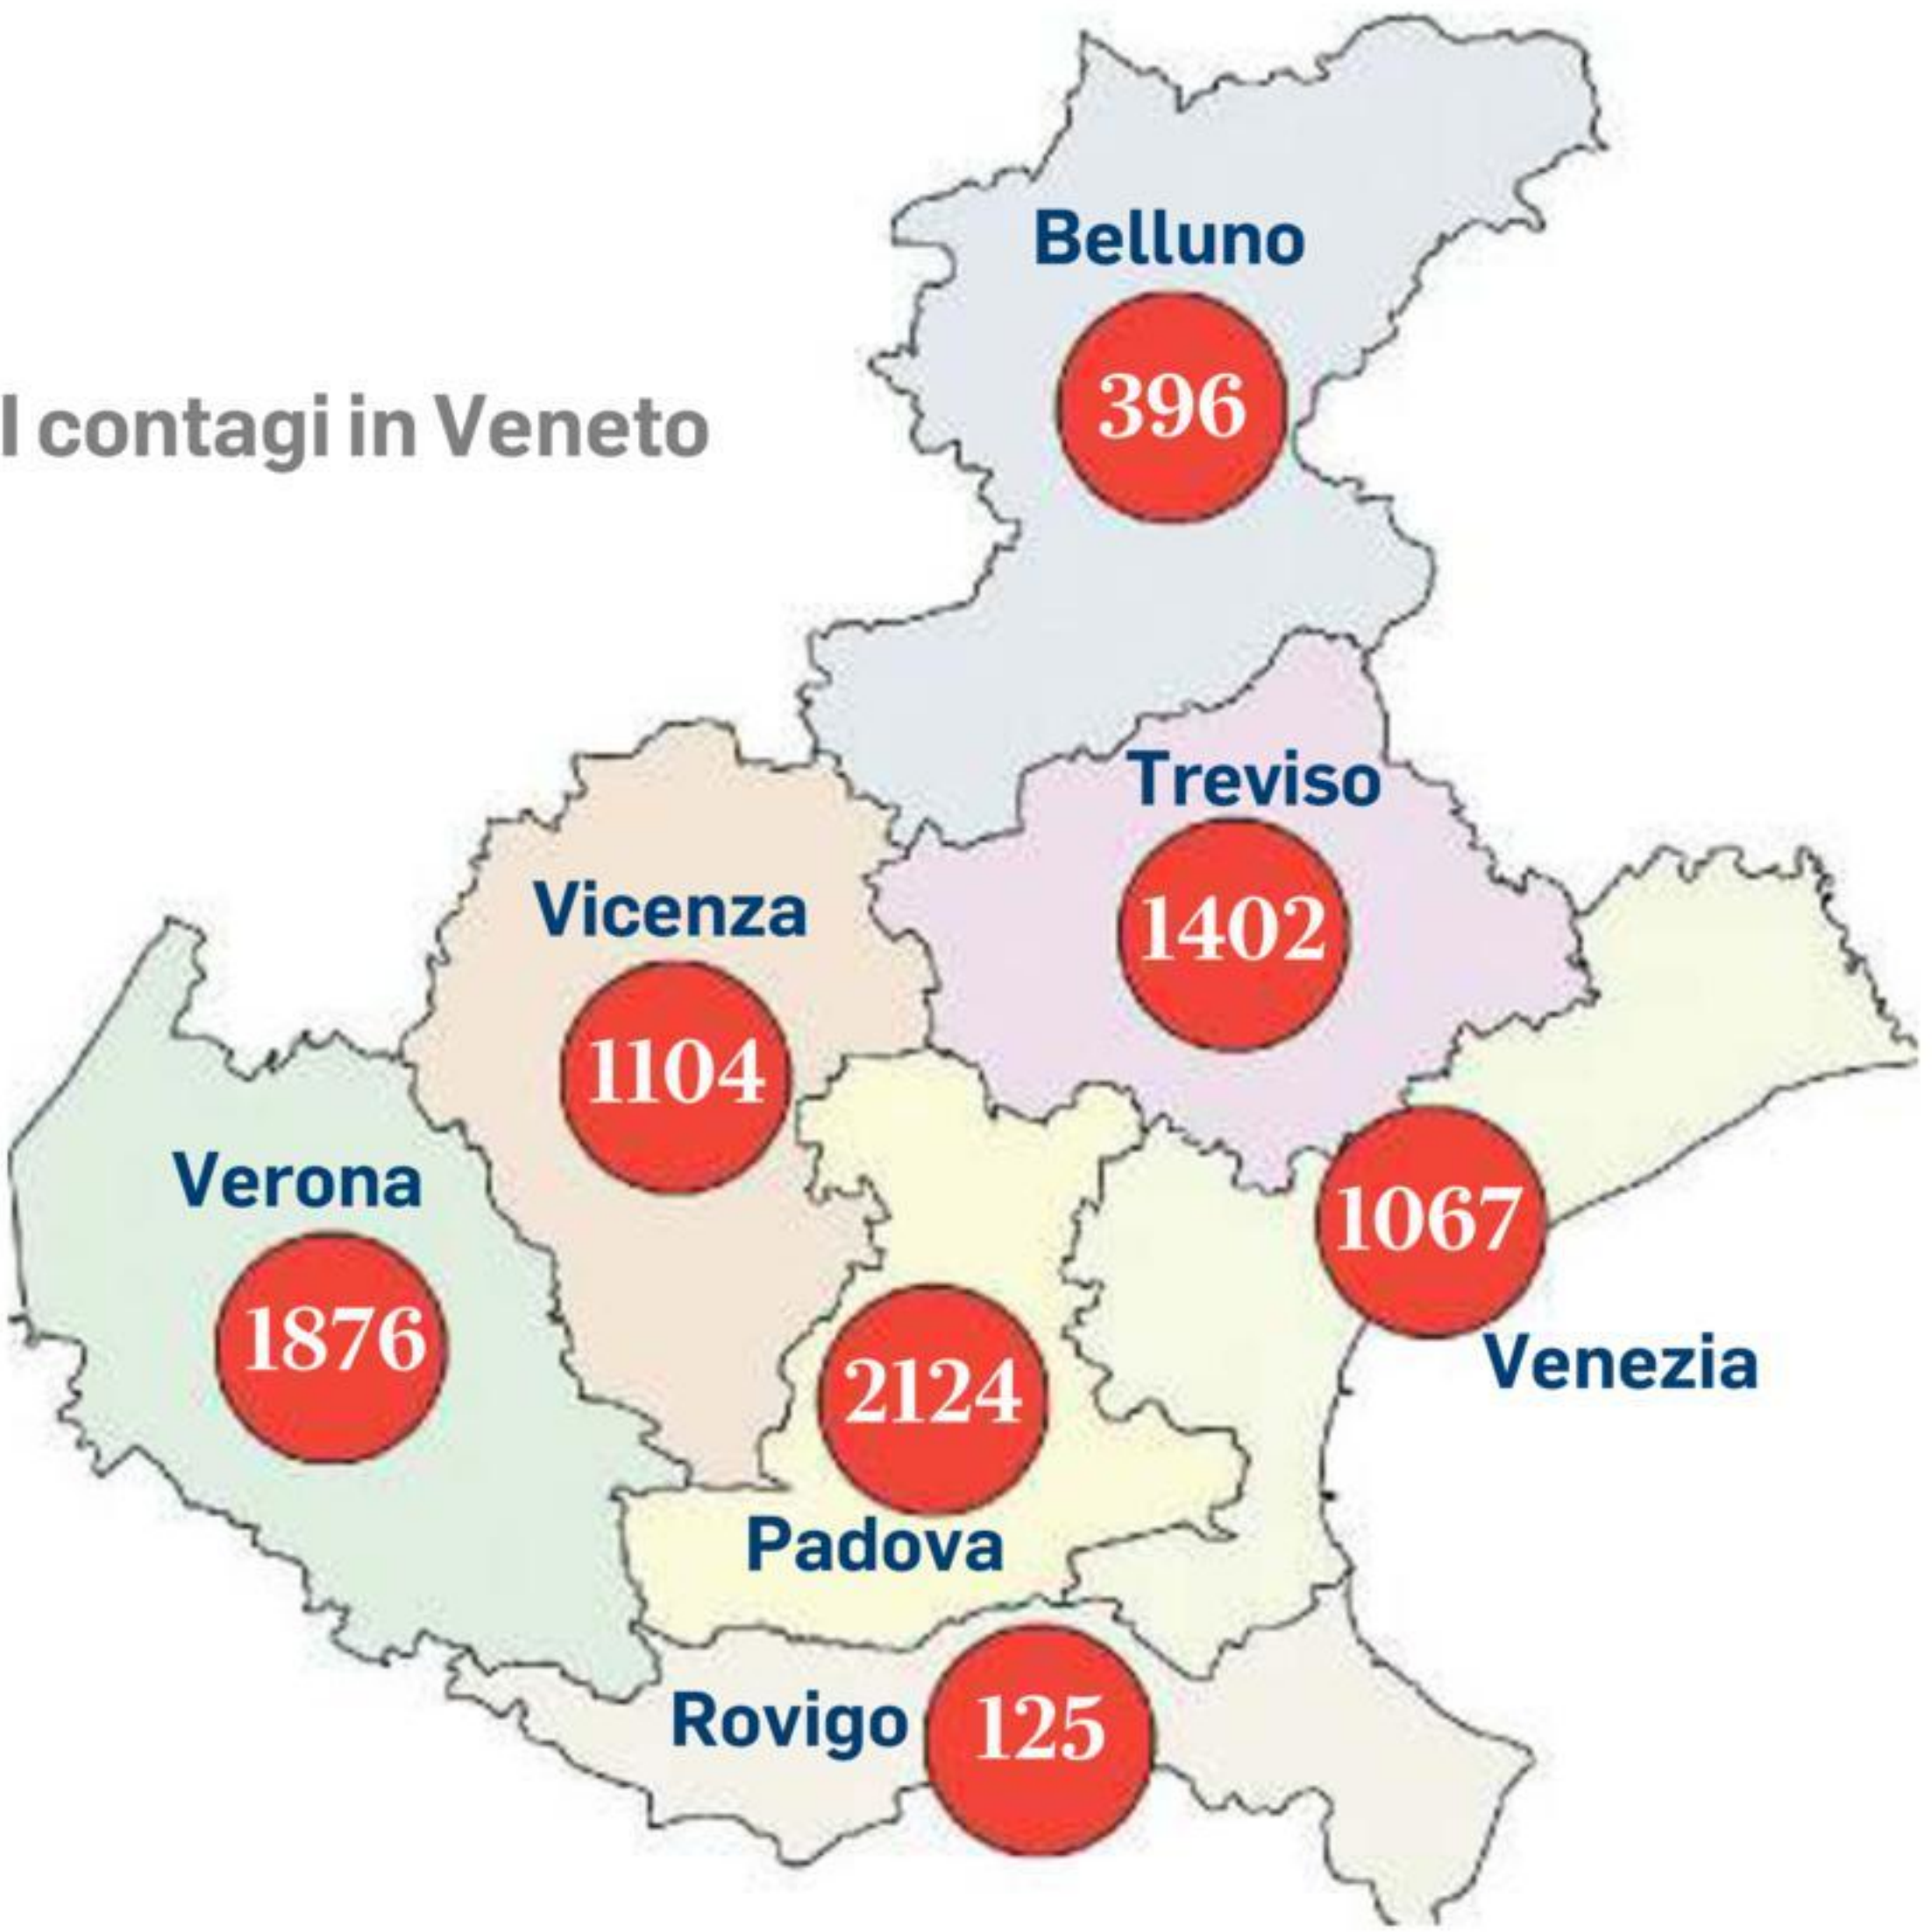 Belluno
396
I contagi in Veneto
Treviso
1402
Vicenza
1104
Verona
1876
1067
Venezia
2124
Padova
Rovigo
125